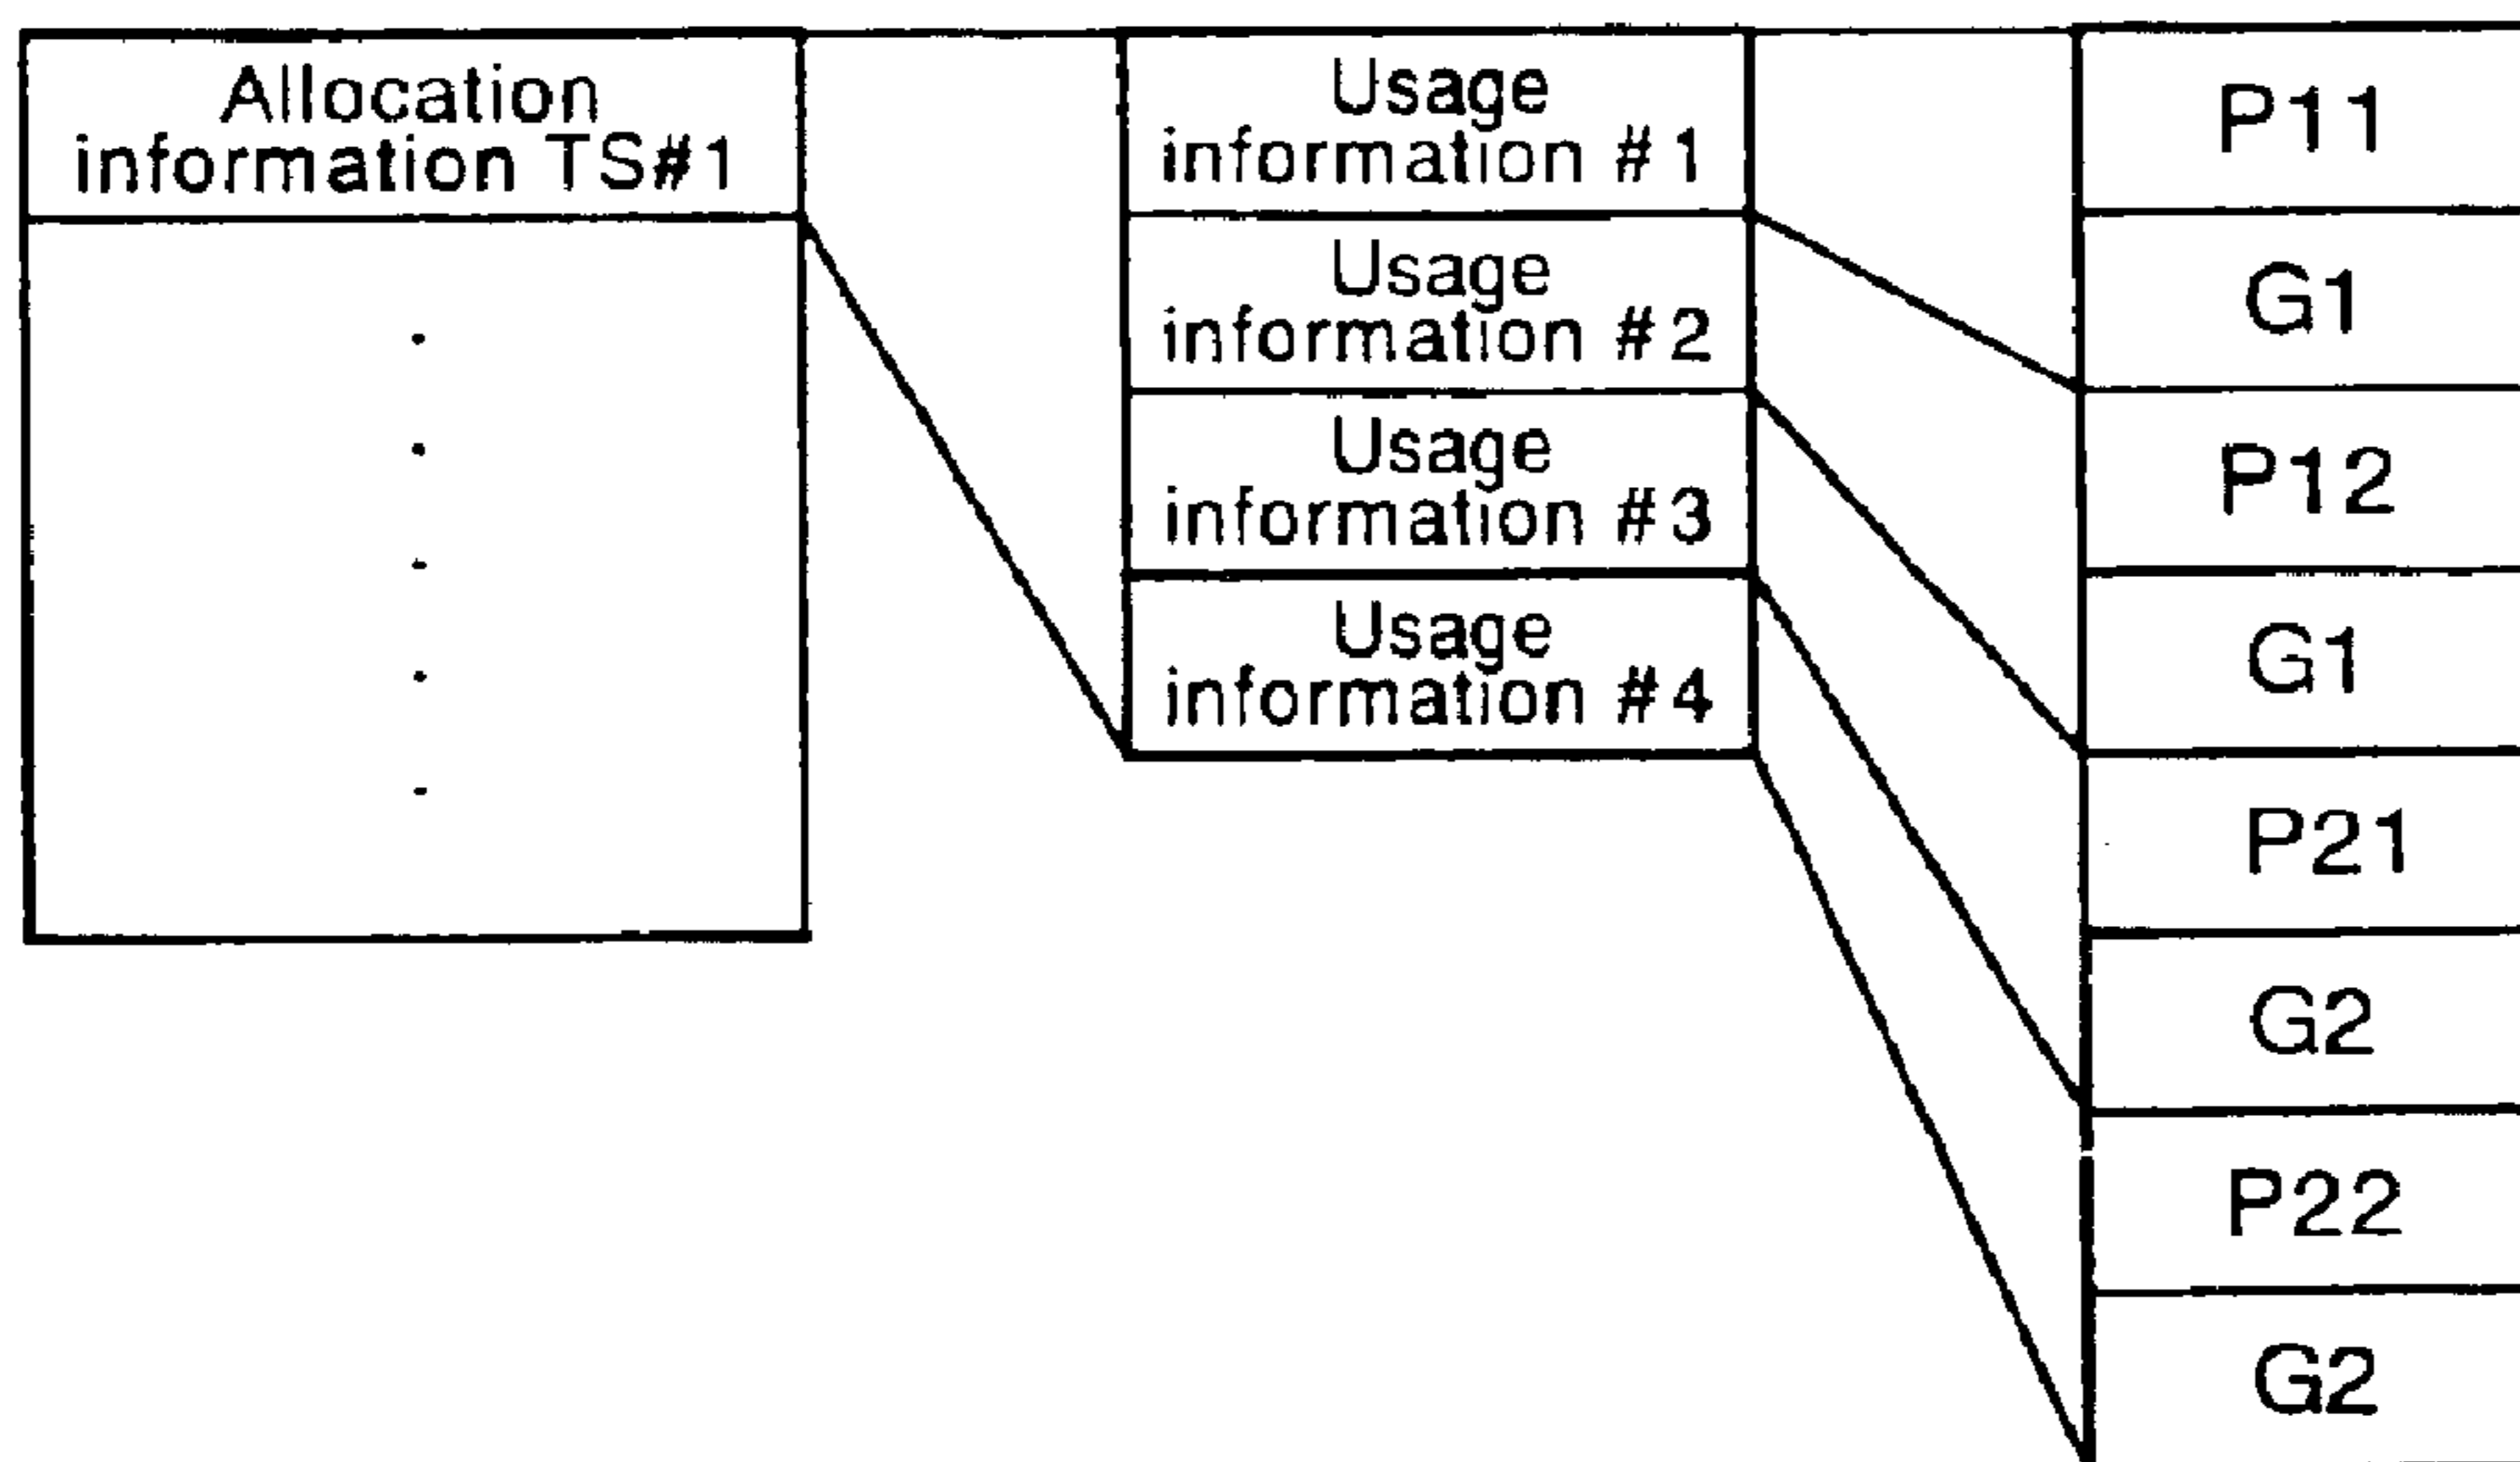 Allocation
information TS#1
Usage
information #1
Usage
information #2
Usage
information #3
Usage
information #4
P11
G1
P12
G1
P21
G2
P22
G2